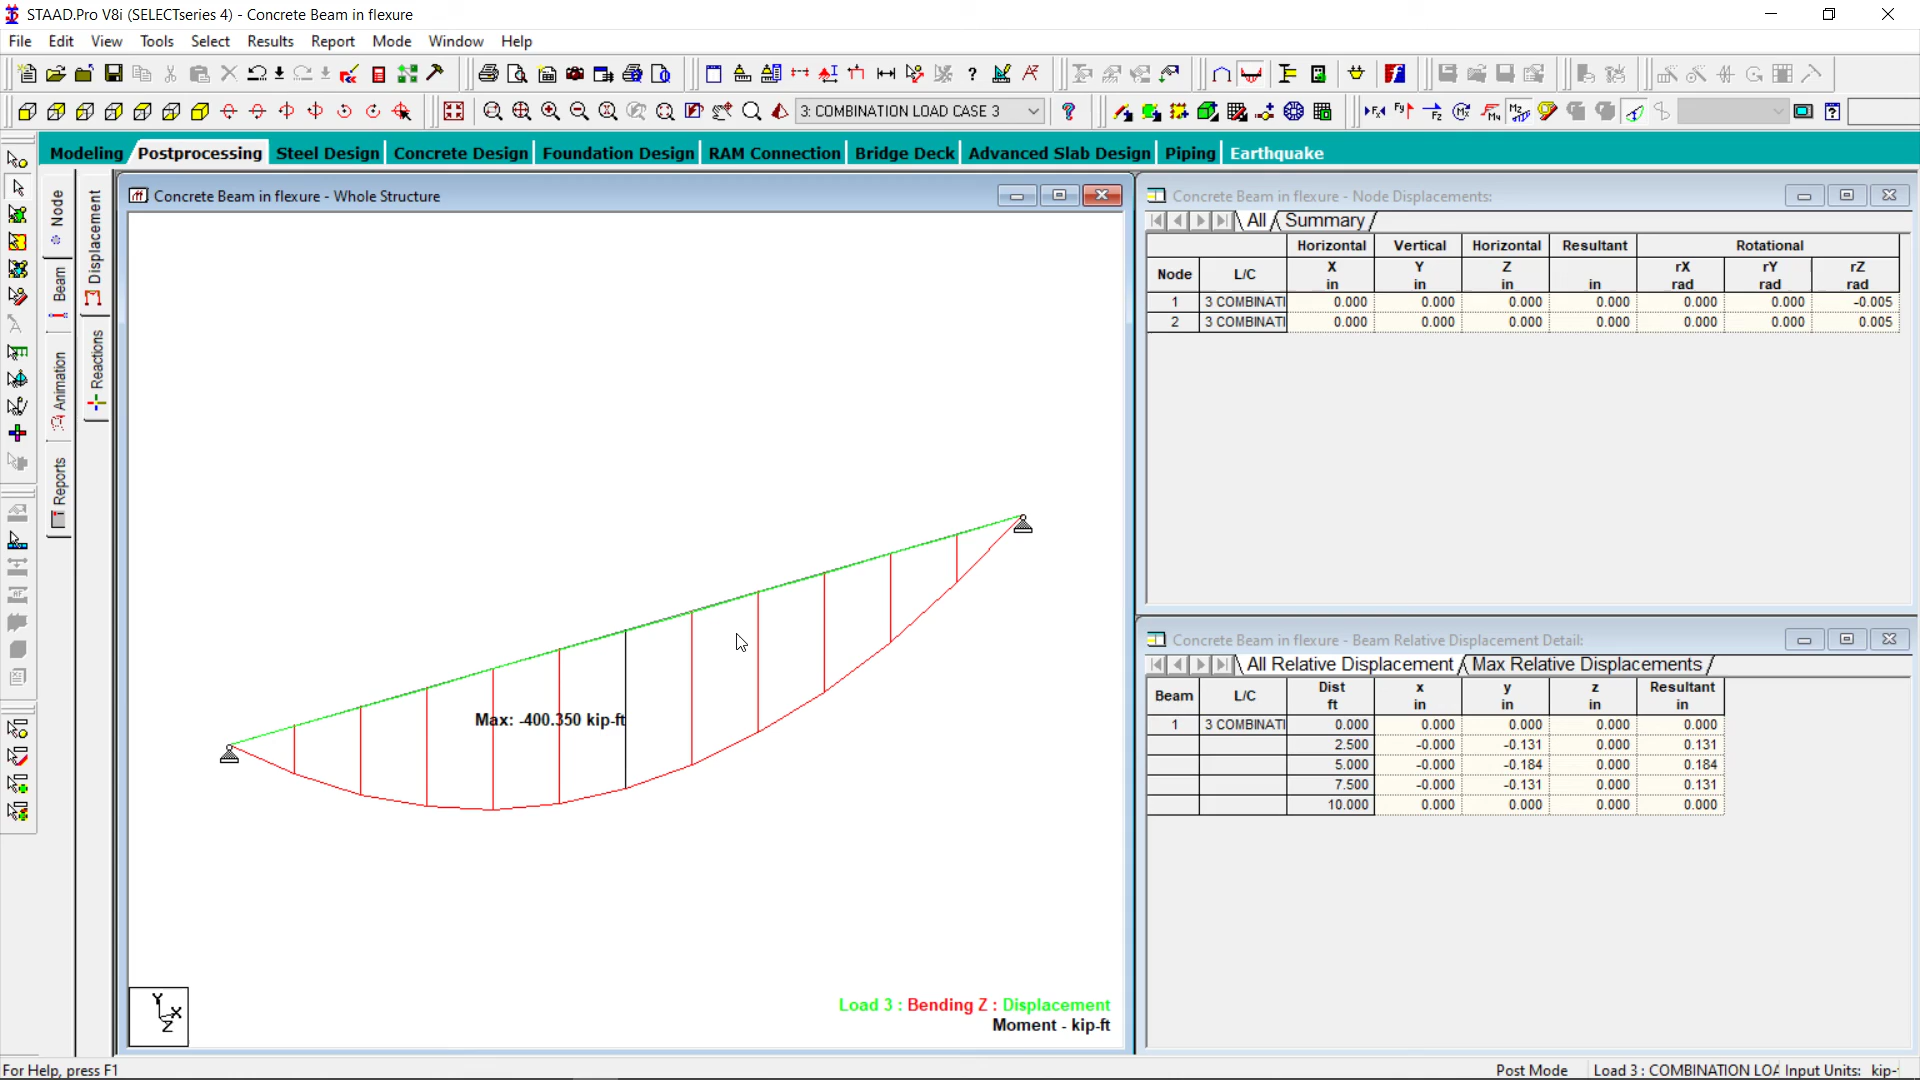 STAAD.Pro V8i (SELECTseries 4) - Concrete Beam in flexure
File Edit View Tools Select Results Report Mode Window Help
3: COMBINATION LOAD CASE 3
Modeling Postprocessing Steel Design Concrete Design Foundation Design RAM Connection Bridge Deck Advanced Slab Design Piping Earthquake
Node
Beam
Animation
Reports
Displacement
Reactions
Concrete Beam in flexure - Whole Structure
Max: -400.350 kip-ft
Y
X
Z
Load 3 : Bending Z : Displacement
Moment - kip-ft
Concrete Beam in flexure - Node Displacements:
All Summary
Horizontal Vertical Horizontal Resultant Rotational
Node L/C X in Y in Z in in rX rad rY rad rZ rad
1 3 COMBINATI 0.000 0.000 0.000 0.000 0.000 0.000 -0.005
2 3 COMBINATI 0.000 0.000 0.000 0.000 0.000 0.000 0.005
Concrete Beam in flexure - Beam Relative Displacement Detail:
All Relative Displacement Max Relative Displacements
Beam L/C Dist ft x in y in z in Resultant in
1 3 COMBINATI 0.000 0.000 0.000 0.000 0.000
2.500 -0.000 -0.131 0.000 0.131
5.000 -0.000 -0.184 0.000 0.184
7.500 -0.000 -0.131 0.000 0.131
10.000 0.000 0.000 0.000 0.000
For Help, press F1
Post Mode Load 3 : COMBINATION LOA Input Units: kip-